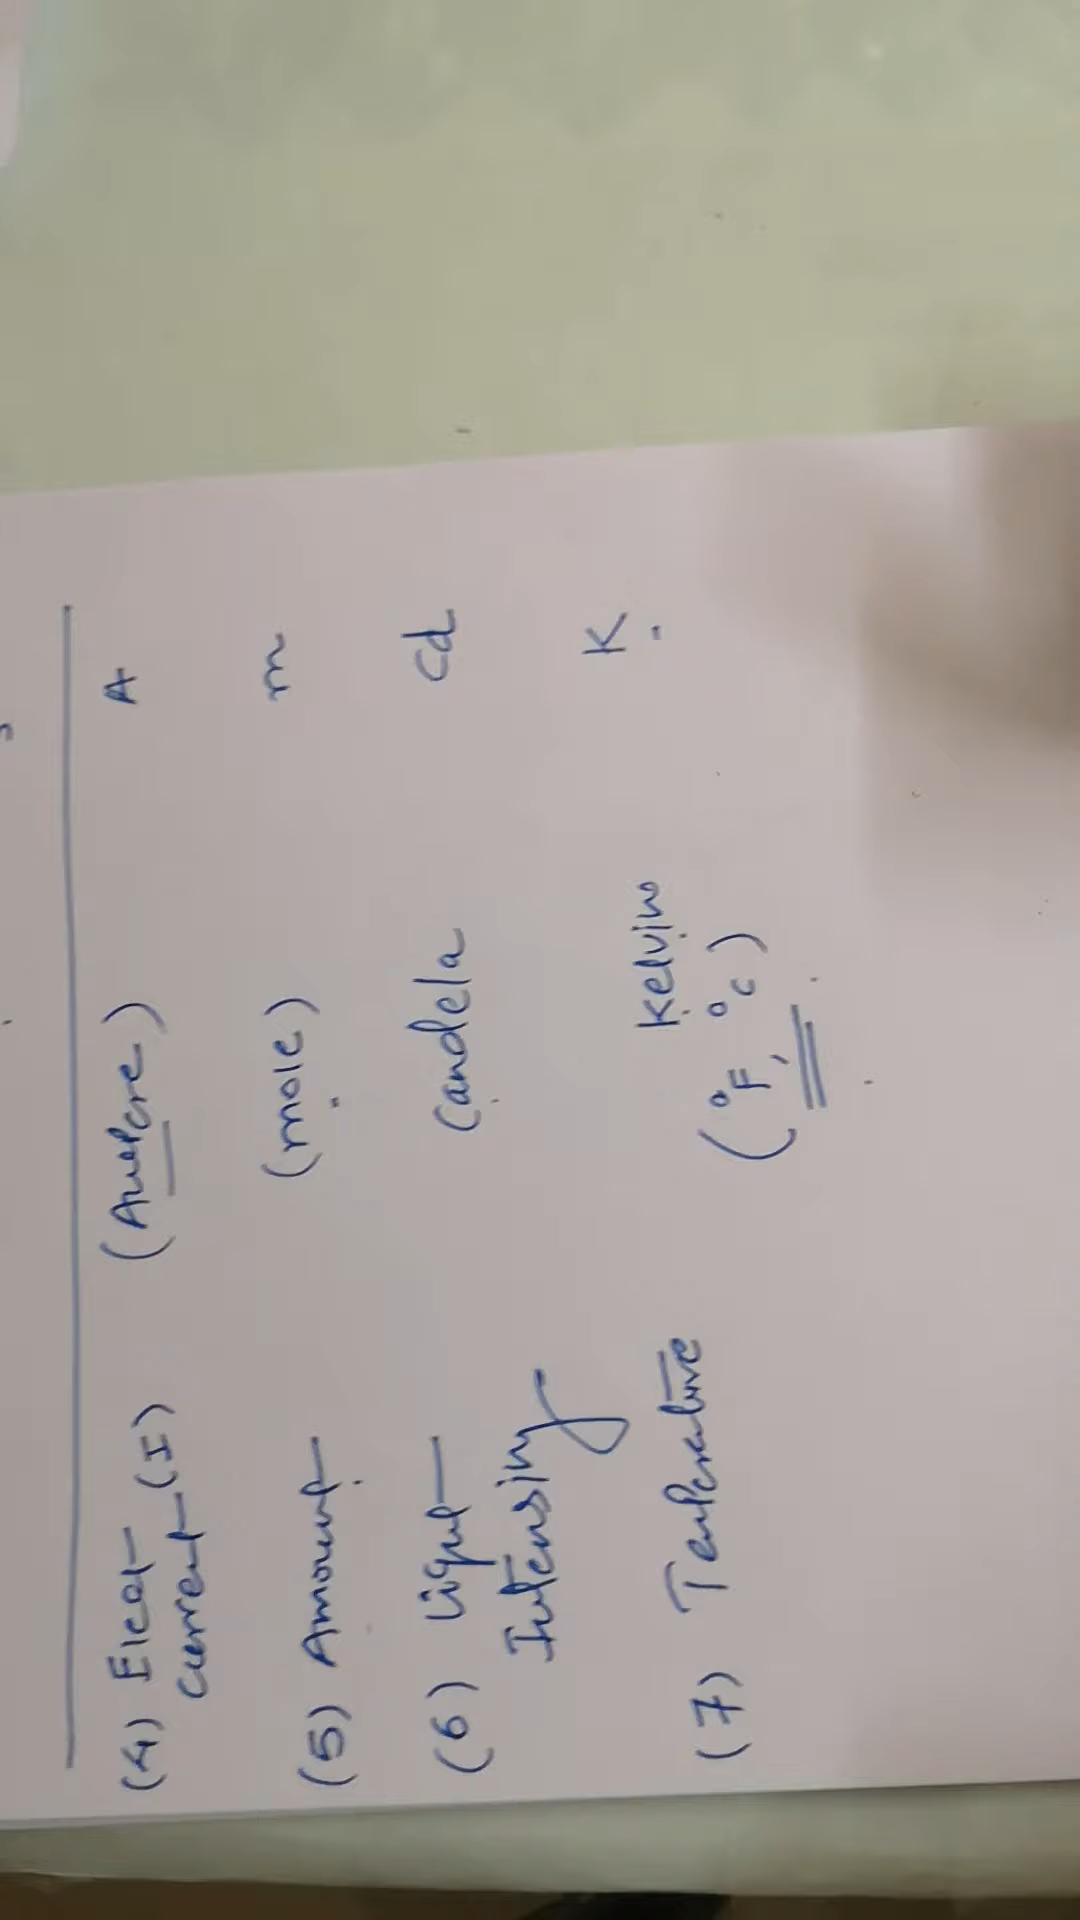 (4) Elect current (I) (Ampere) A
(5) Amount (mole) m
(6) Light Intensity Candela Cd
(7) Temperature Kelvin K.
(°F, °C)